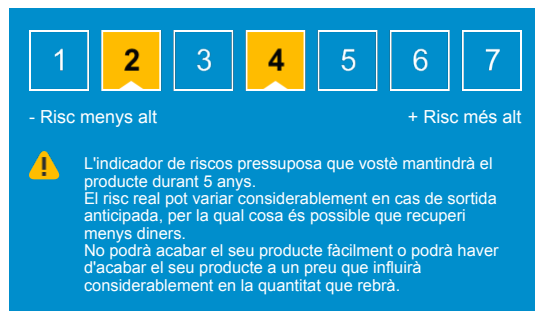 1 2 3 4 5 6 7
- Risc menys alt + Risc més alt
L'indicador de riscos pressuposa que vostè mantindrà el
producte durant 5 anys.
El risc real pot variar considerablement en cas de sortida
anticipada, per la qual cosa és possible que recuperi
menys diners.
No podrà acabar el seu producte fàcilment o podrà haver
d'acabar el seu producte a un preu que influirà
considerablement en la quantitat que rebrà.